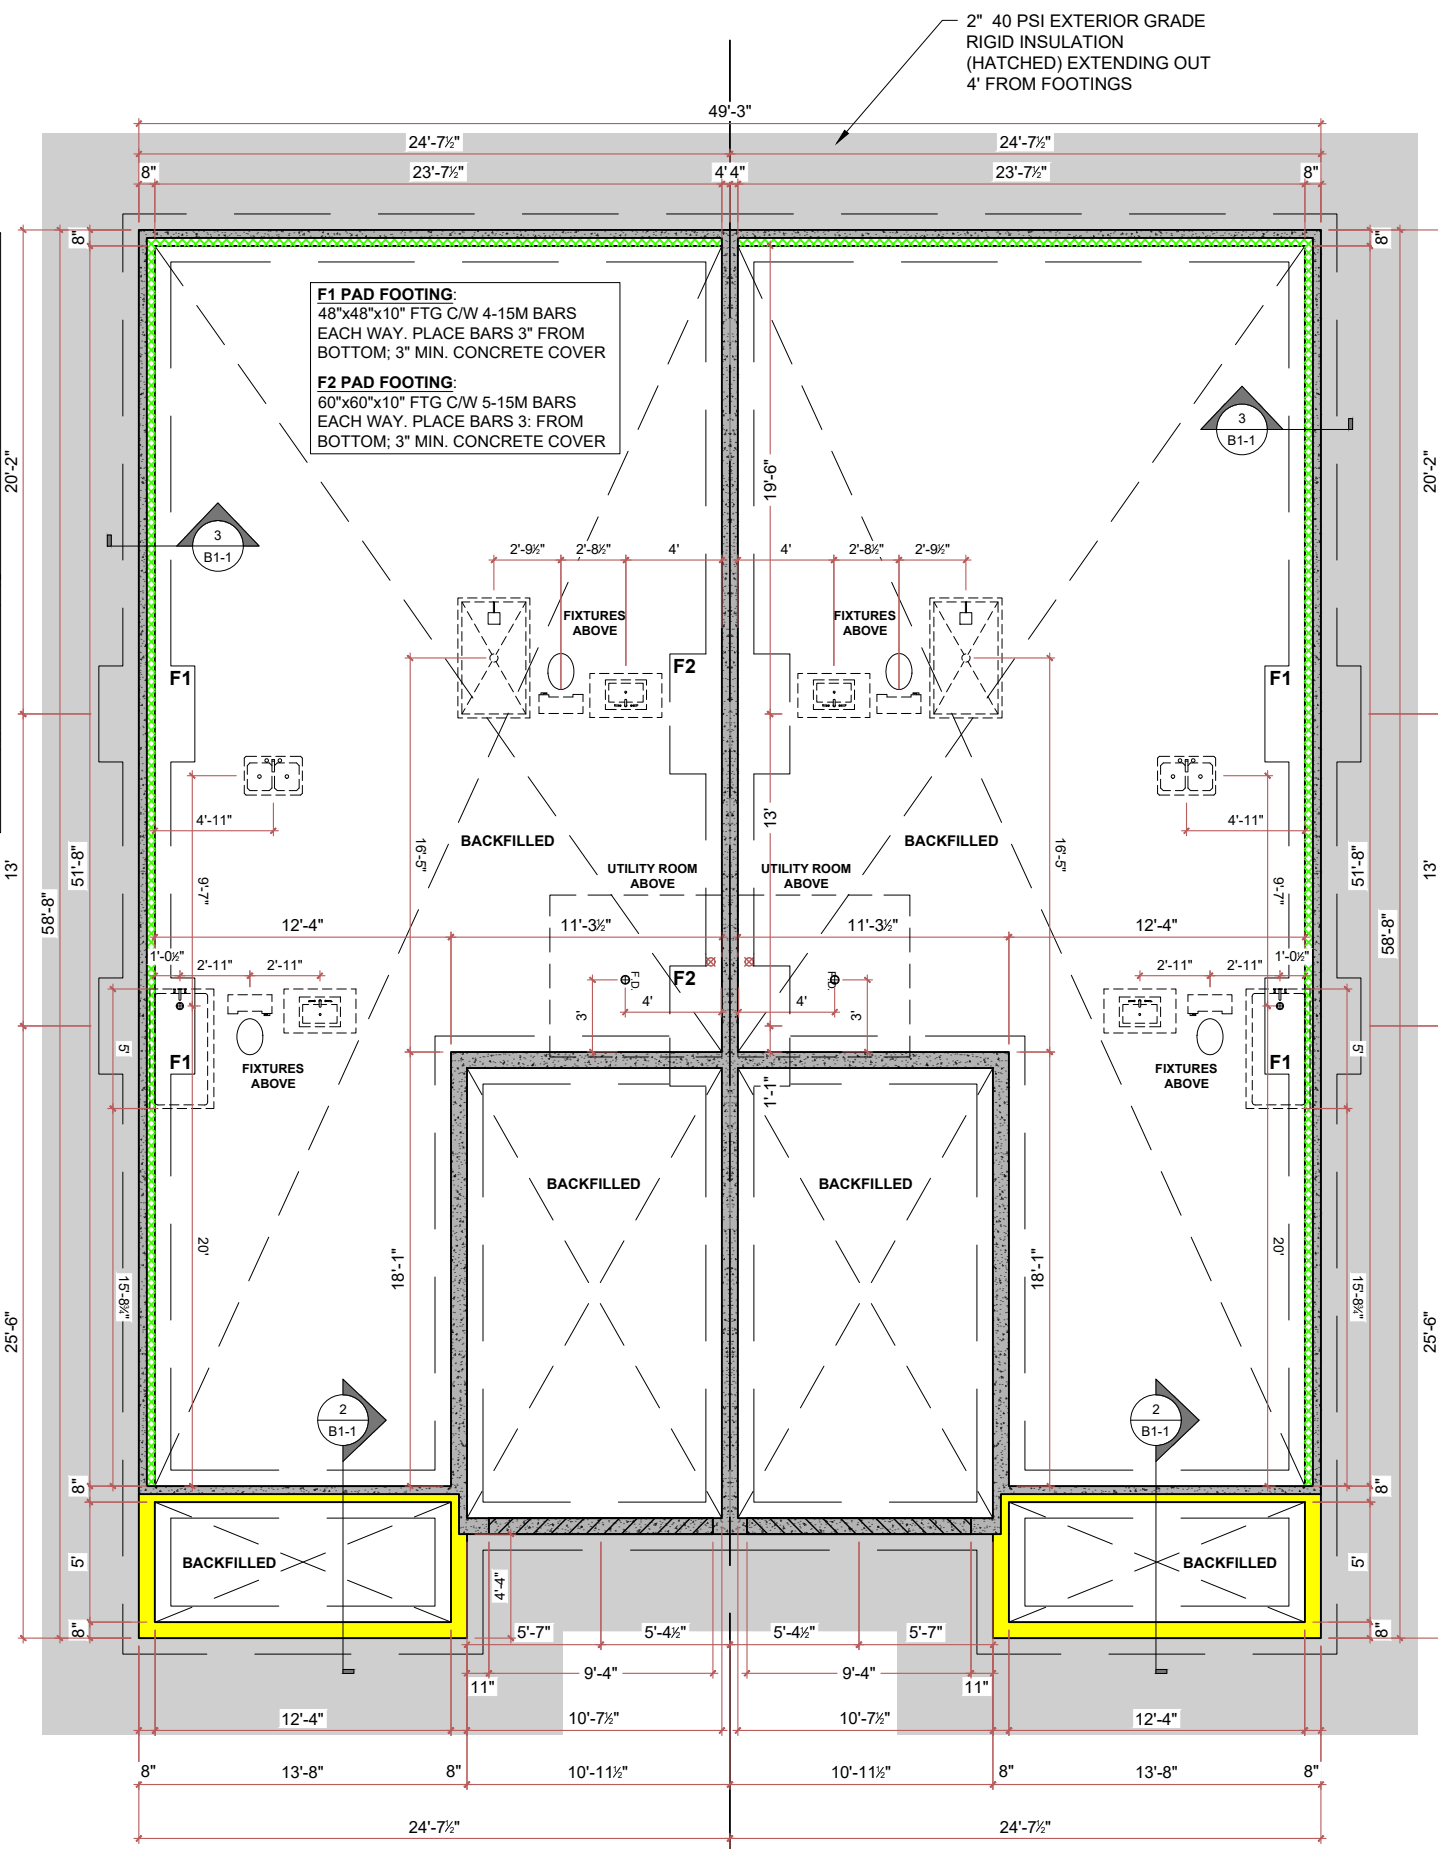 2" 40 PSI EXTERIOR GRADE
RIGID INSULATION
(HATCHED) EXTENDING OUT
4' FROM FOOTINGS
49'-3"
24'-7½" 24'-7½"
8" 23'-7½" 4' 4" 23'-7½" 8"
8" 8"
F1 PAD FOOTING:
48"x48"x10" FTG C/W 4-15M BARS
EACH WAY. PLACE BARS 3" FROM
BOTTOM; 3" MIN. CONCRETE COVER
F2 PAD FOOTING:
60"x60"x10" FTG C/W 5-15M BARS
EACH WAY. PLACE BARS 3: FROM
BOTTOM; 3" MIN. CONCRETE COVER
3
B1-1
20'-2" 19'-6" 20'-2"
3
B1-1
2'-9½" 2'-8½" 4' 4' 2'-8½" 2'-9½"
FIXTURES
ABOVE
FIXTURES
ABOVE
F1 F2 F1
4'-11" 13' 4'-11"
BACKFILLED BACKFILLED
13' 58'-8" 51'-8" 9'-7" 16'-5" 16'-5" 9'-7" 51'-8" 58'-8" 13'
UTILITY ROOM
ABOVE
UTILITY ROOM
ABOVE
12'-4" 11'-3½" 11'-3½" 12'-4"
1'-0½" 2'-11" 2'-11" 2'-11" 2'-11" 1'-0½"
F.D. F2 F.D.
3' 4' 4' 3'
5' F1 F1 5'
FIXTURES
ABOVE
FIXTURES
ABOVE
1'-1"
BACKFILLED BACKFILLED
25'-6" 15'-8¾" 20' 18'-1" 18'-1" 20' 15'-8¾" 25'-6"
2
B1-1
2
B1-1
8" 8"
5' BACKFILLED BACKFILLED 5'
4'-4"
8" 5'-7" 5'-4½" 5'-4½" 5'-7" 8"
11" 9'-4" 9'-4" 11"
12'-4" 10'-7½" 10'-7½" 12'-4"
8" 13'-8" 8" 10'-11½" 10'-11½" 8" 13'-8" 8"
24'-7½" 24'-7½"